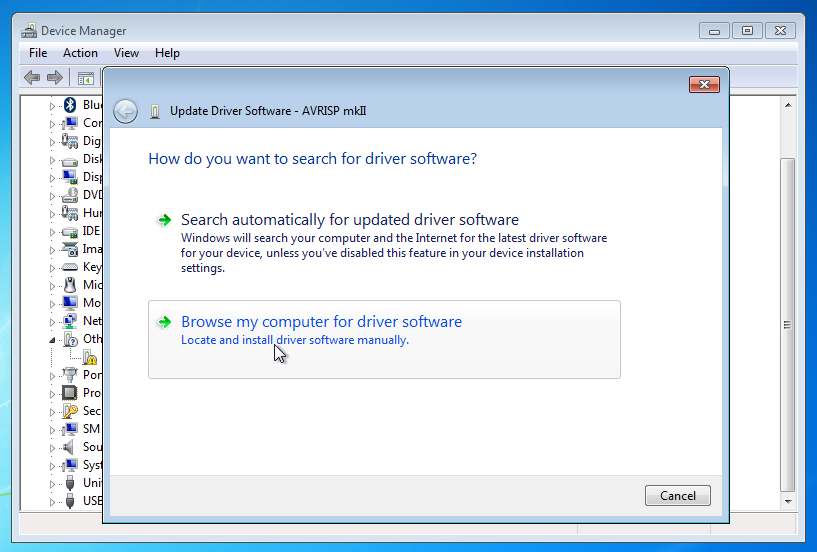 Device Manager
File Action View Help
Update Driver Software - AVRISP mkII
How do you want to search for driver software?
Search automatically for updated driver software
Windows will search your computer and the Internet for the latest driver software
for your device, unless you've disabled this feature in your device installation
settings.
Browse my computer for driver software
Locate and install driver software manually.
Cancel
Blu
Con
Digi
Disk
Disp
DVD
Hum
IDE
Ima
Key
Mic
Mo
Net
Oth
Por
Pro
Sec
SM
Sou
Syst
Uni
USB